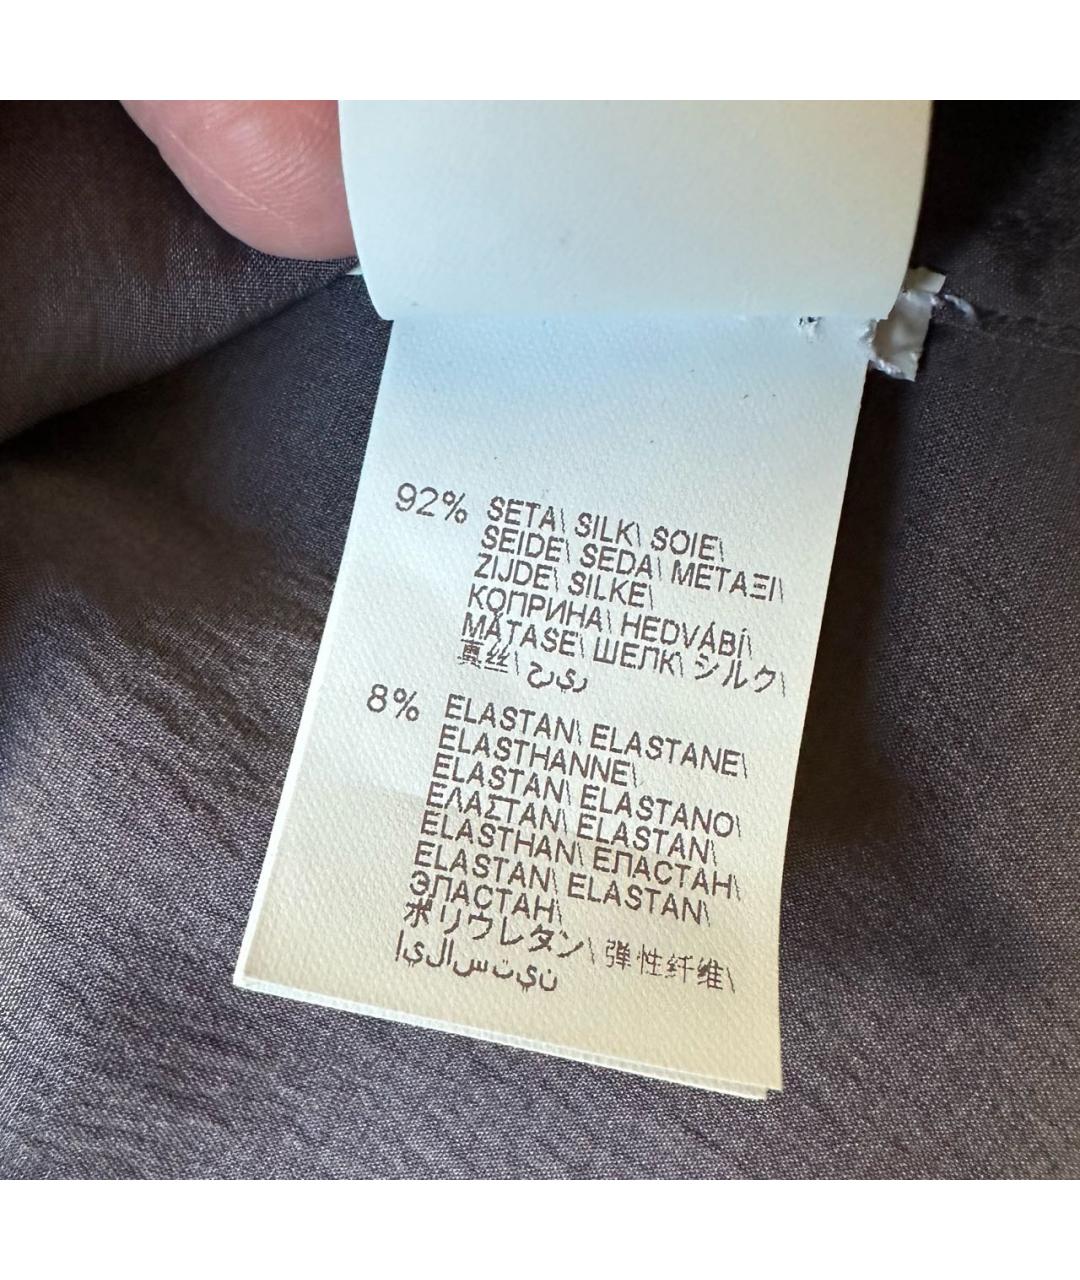 92% SETA\ SILK\ SOIE\
SEIDE\ SEDA\ ΜΕΤΑΞΙ\
ZIJDE\ SILKE\
КОПРИНА\ HEDVÁBÍ\
MĂTASE\ ШЕЛК\ シルク\
真丝\ حرير
8% ELASTAN\ ELASTANE\
ELASTHANNE\
ELASTAN\ ELASTANO\
ΕΛΑΣΤΑΝ\ ELASTAN\
ELASTHAN\ ЕЛАСТАН\
ELASTAN\ ELASTAN\
ЭЛАСТАН\
ポリウレタン\ 弹性纤维\
ايلاستين